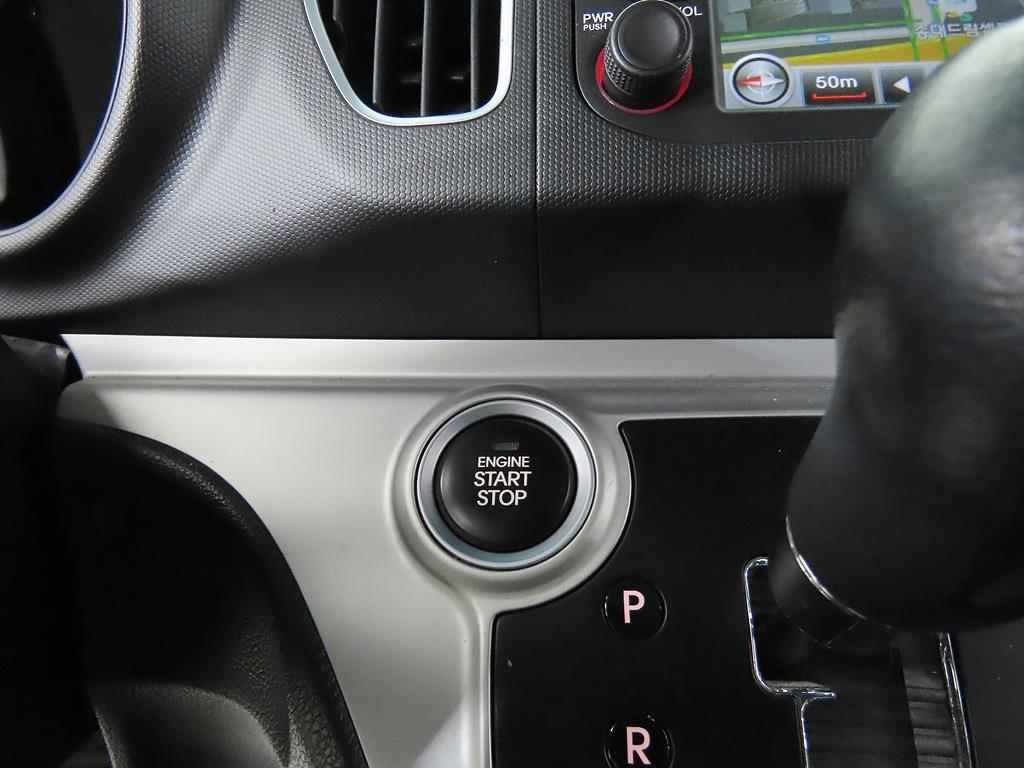 PWR
PUSH
VOL
50m
ENGINE
START
STOP
P
R